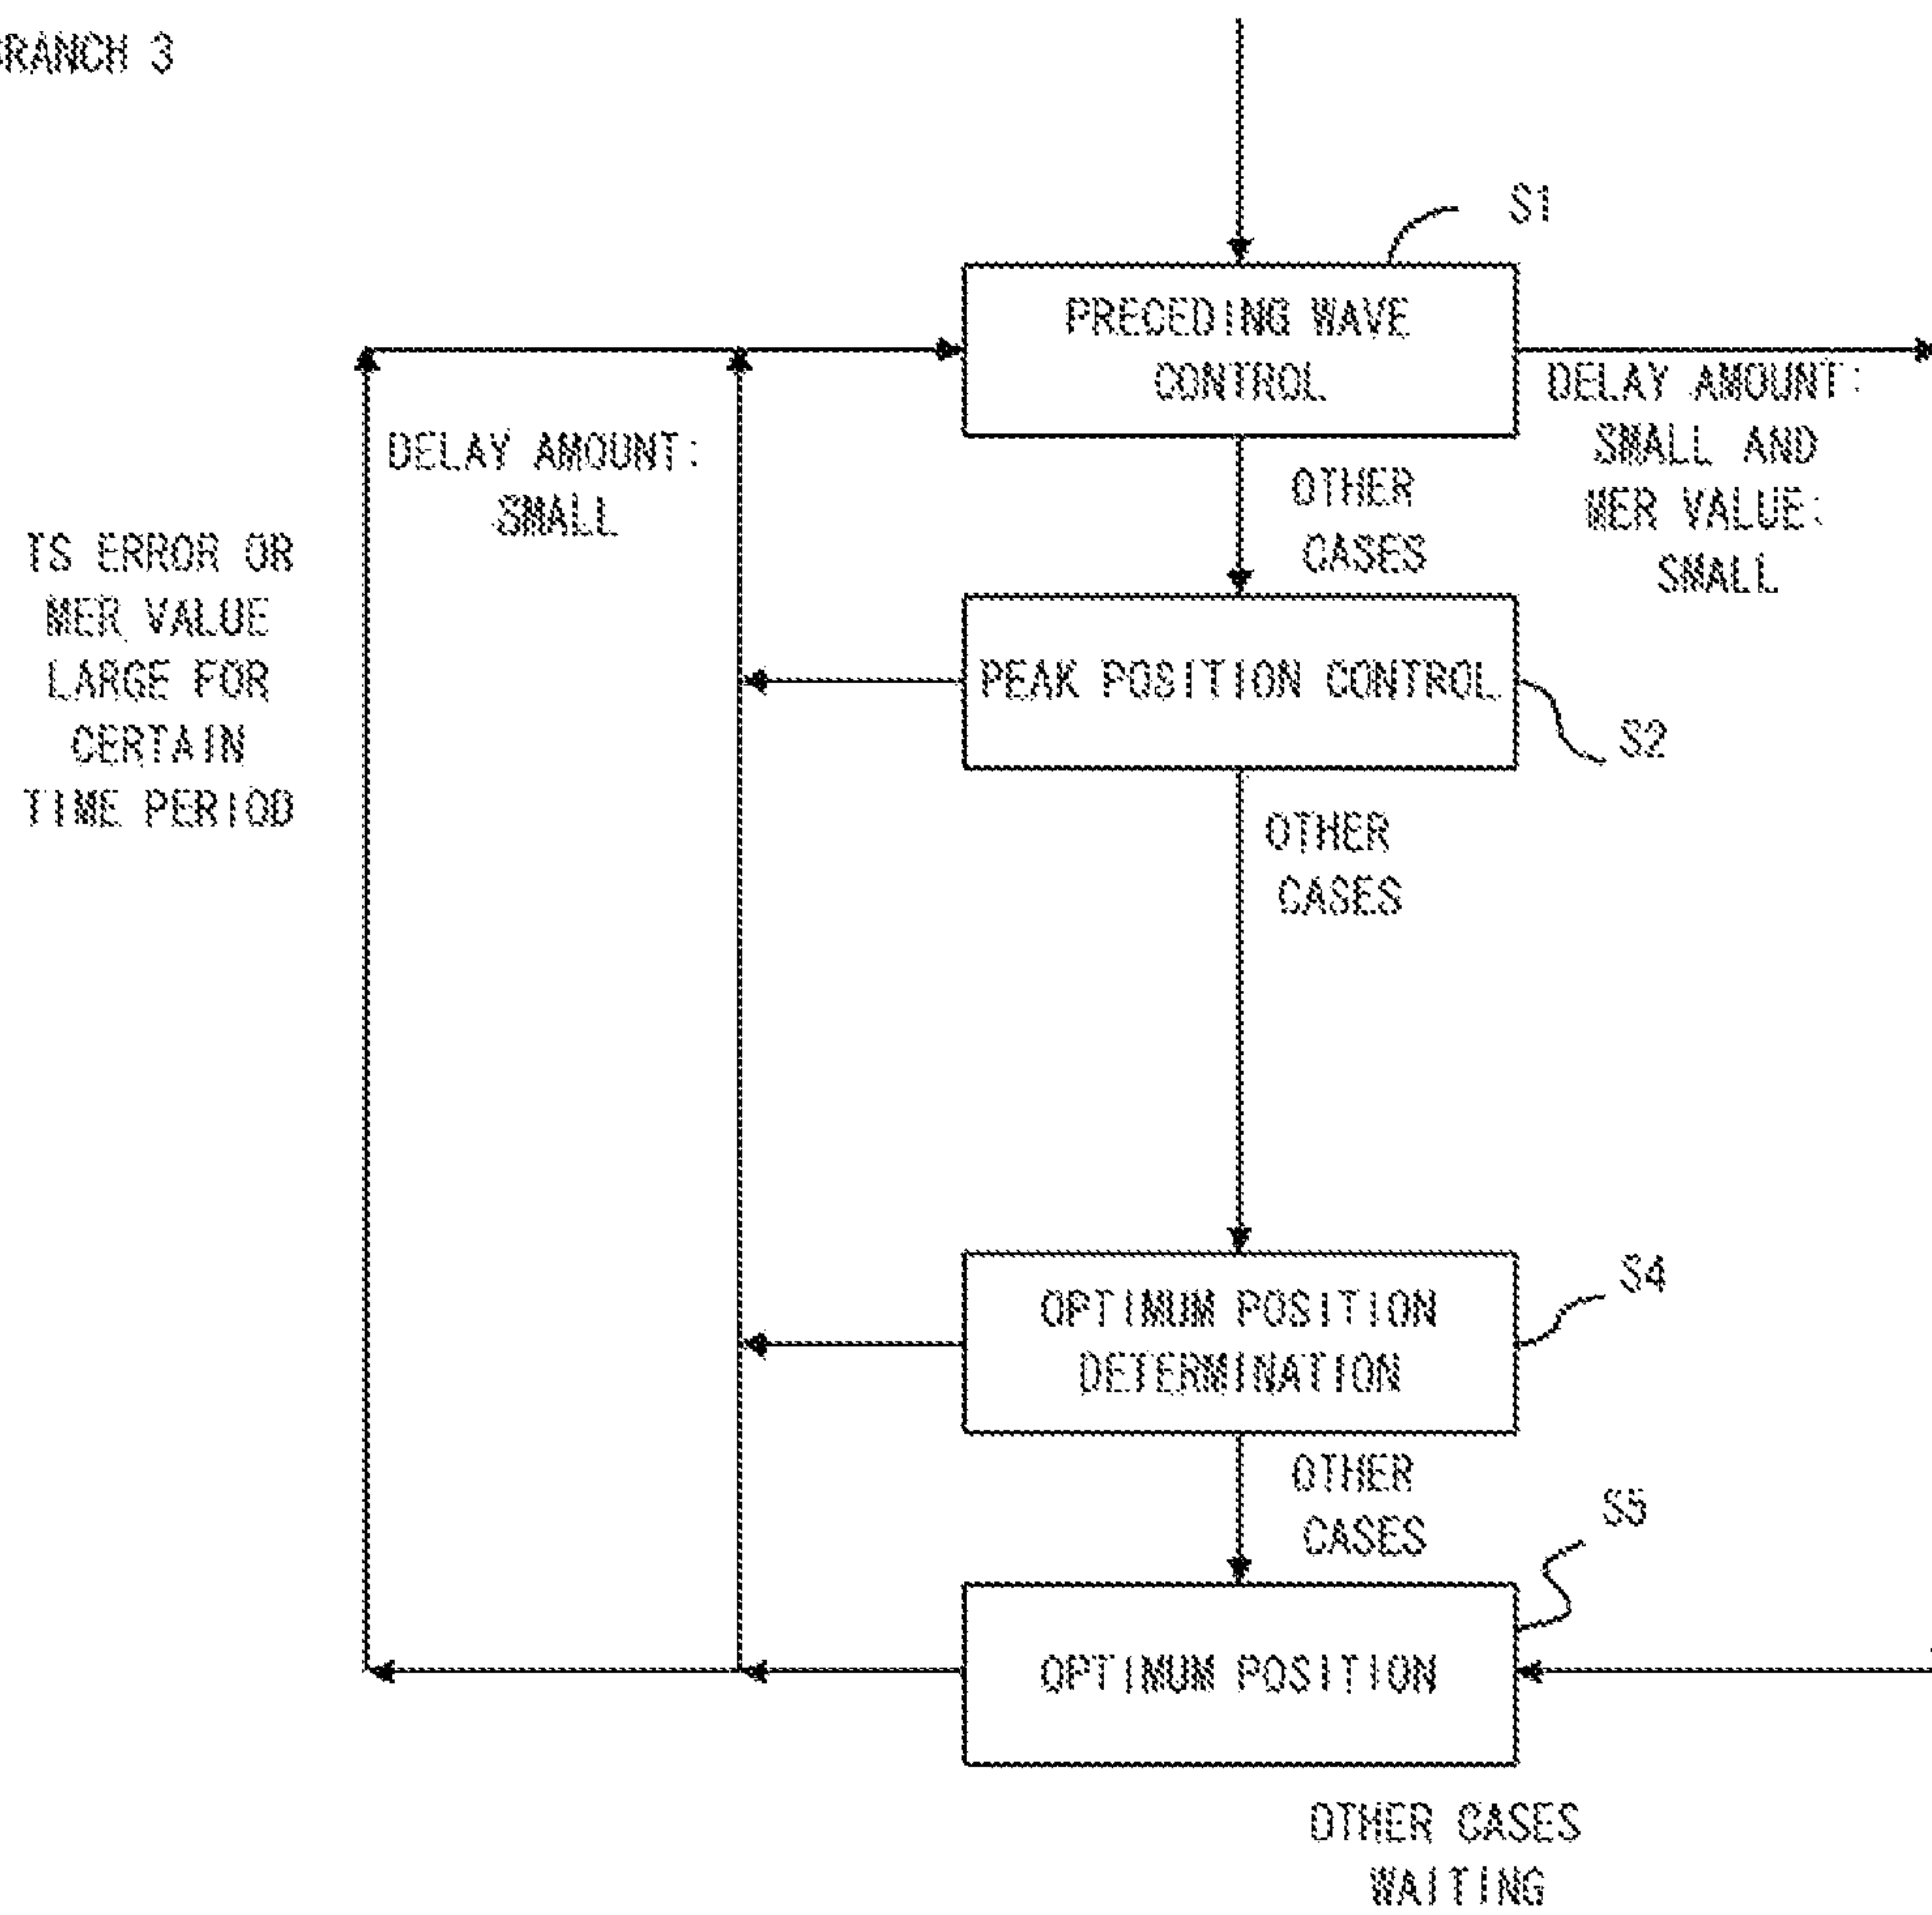 RANCH 3
S1
PRECEDING WAVE
CONTROL
DELAY AMOUNT:
SMALL AND
MER VALUE:
SMALL
DELAY AMOUNT:
SMALL
OTHER
CASES
TS ERROR OR
MER VALUE
LARGE FOR
CERTAIN
TIME PERIOD
PEAK POSITION CONTROL
S2
OTHER
CASES
S4
OPTIMUM POSITION
DETERMINATION
OTHER
CASES
S5
OPTIMUM POSITION
OTHER CASES
WAITING